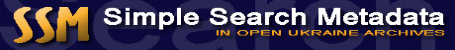 SSM Simple Search Metadata
IN OPEN UKRAINE ARCHIVES